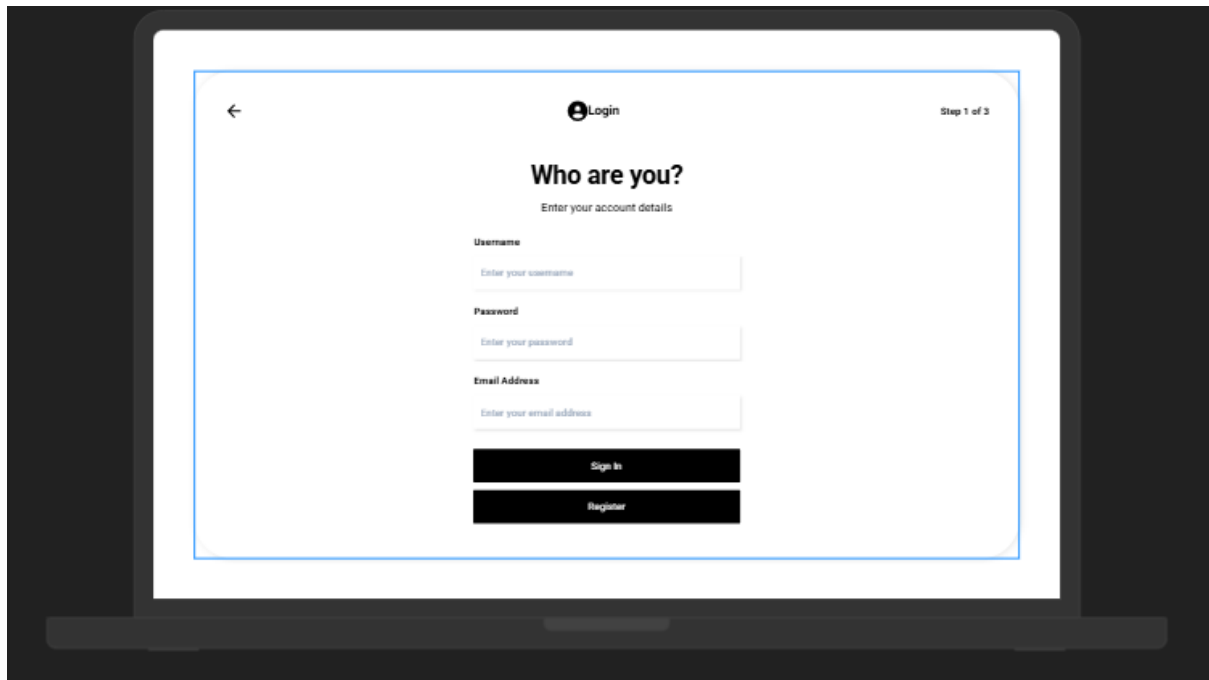 Login
Step 1 of 3
Who are you?
Enter your account details
Username
Enter your username
Password
Enter your password
Email Address
Enter your email address
Sign In
Register